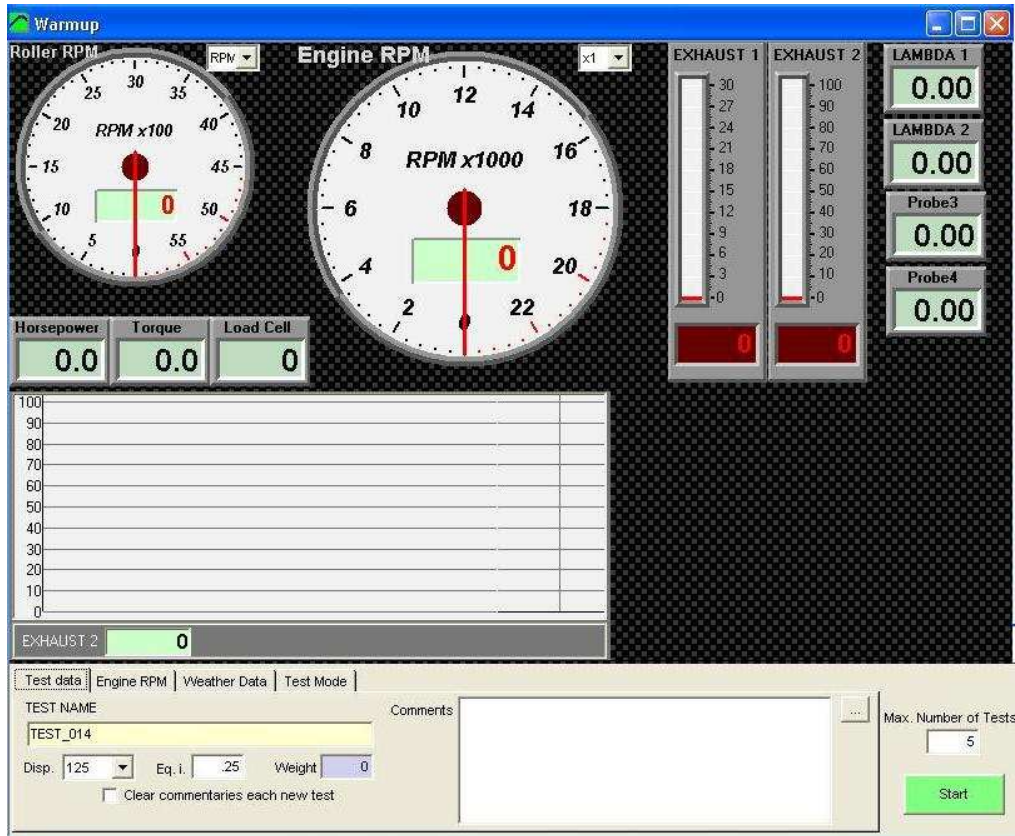 Warmup
Roller RPM
RPM
Engine RPM
x1
EXHAUST 1
EXHAUST 2
LAMBDA 1
0.00
LAMBDA 2
0.00
Probe3
0.00
Probe4
0.00
0
5
10
15
20
25
30
35
40
45
50
55
RPM x100
0
0
2
4
6
8
10
12
14
16
18
20
22
RPM x1000
0
30
27
24
21
18
15
12
9
6
3
0
0
100
90
80
70
60
50
40
30
20
10
0
0
Horsepower
0.0
Torque
0.0
Load Cell
0
100
90
80
70
60
50
40
30
20
10
0
EXHAUST 2 0
Test data
Engine RPM
Weather Data
Test Mode
TEST NAME
TEST_014
Disp. 125 Eq. i. .25 Weight 0
Clear commentaries each new test
Comments
...
Max. Number of Tests
5
Start